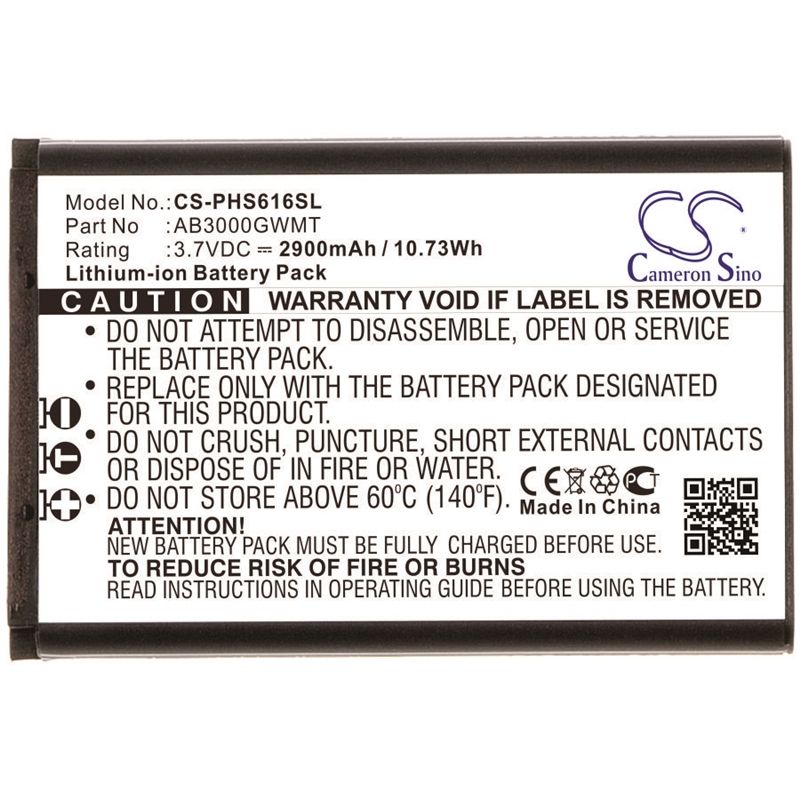 Model No.: CS-PHS616SL
Part No : AB3000GWMT
Rating : 3.7VDC ⎓ 2900mAh / 10.73Wh
Lithium-ion Battery Pack
CS
Cameron Sino
CAUTION WARRANTY VOID IF LABEL IS REMOVED
• DO NOT ATTEMPT TO DISASSEMBLE, OPEN OR SERVICE
THE BATTERY PACK.
• REPLACE ONLY WITH THE BATTERY PACK DESIGNATED
FOR THIS PRODUCT.
• DO NOT CRUSH, PUNCTURE, SHORT EXTERNAL CONTACTS
OR DISPOSED IN FIRE OR WATER.
• DO NOT STORE ABOVE 60°C (140°F).
− T +
CE PCT
Made In China
ATTENTION!
NEW BATTERY PACK MUST BE FULLY CHARGED BEFORE USE.
TO REDUCE RISK OF FIRE OR BURNS
READ INSTRUCTIONS IN OPERATING GUIDE BEFORE USING THE BATTERY.